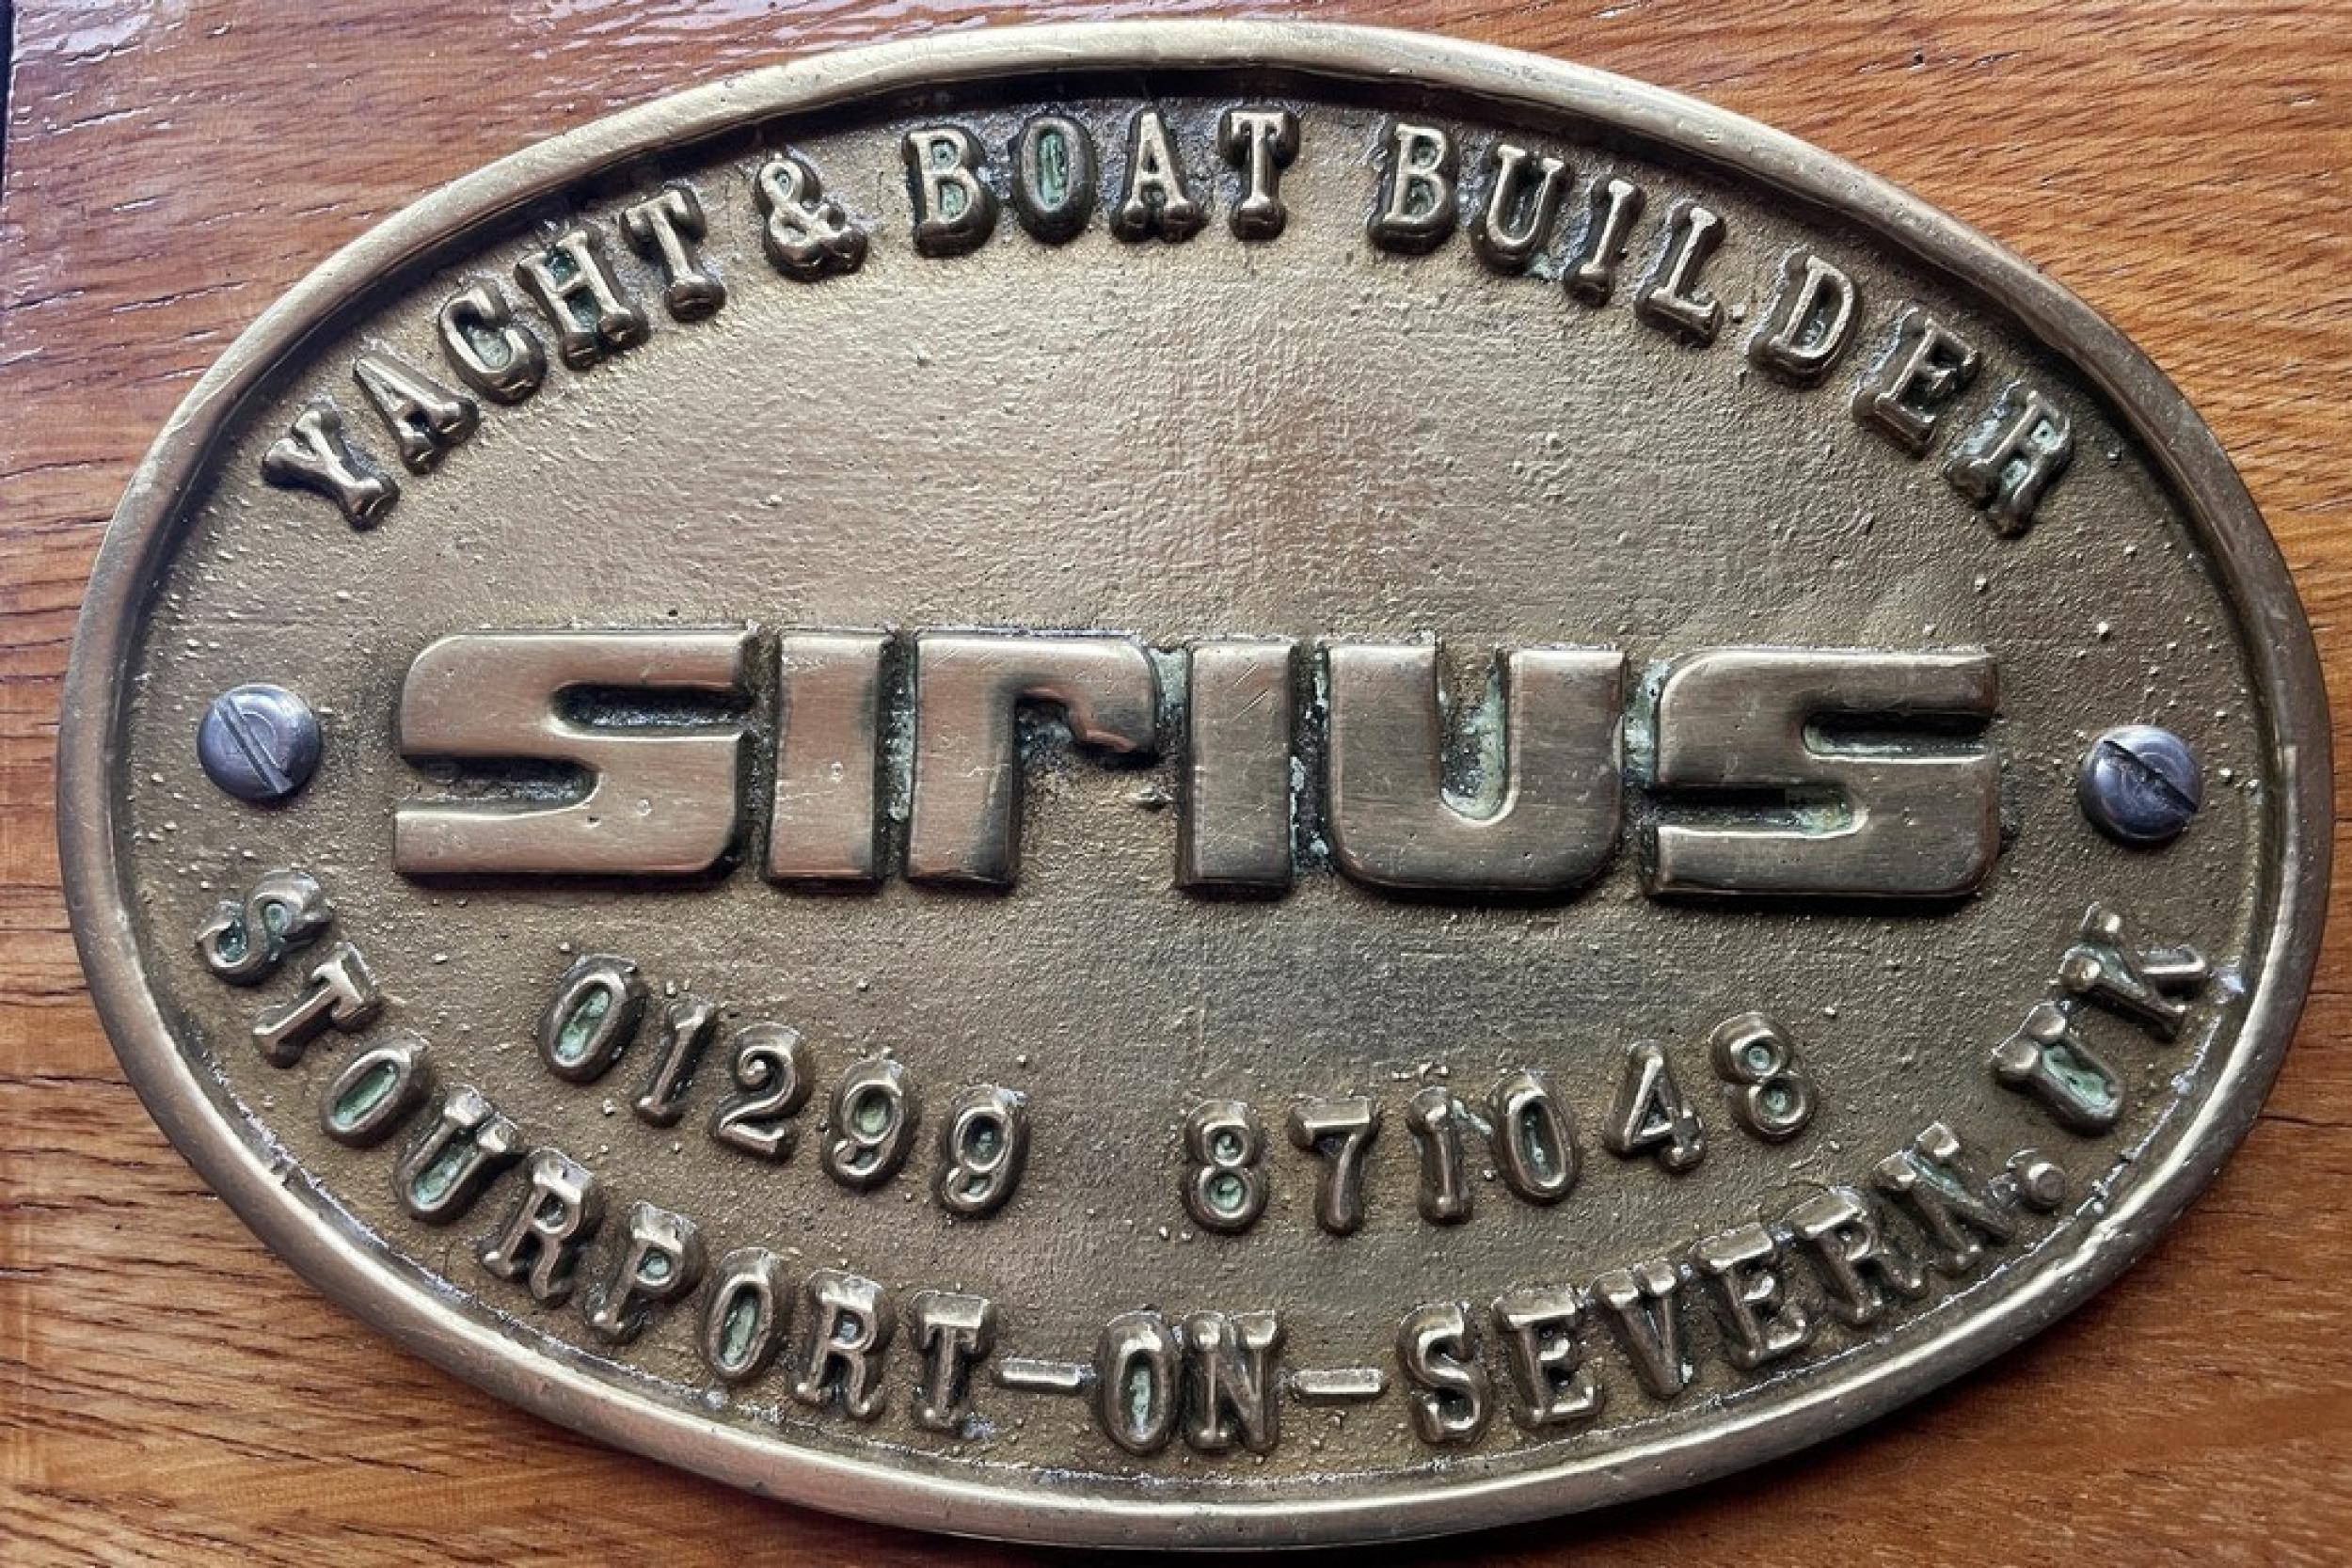 YACHT & BOAT BUILDER
sirius
01299 871048
STOURPORT-ON-SEVERN. UK